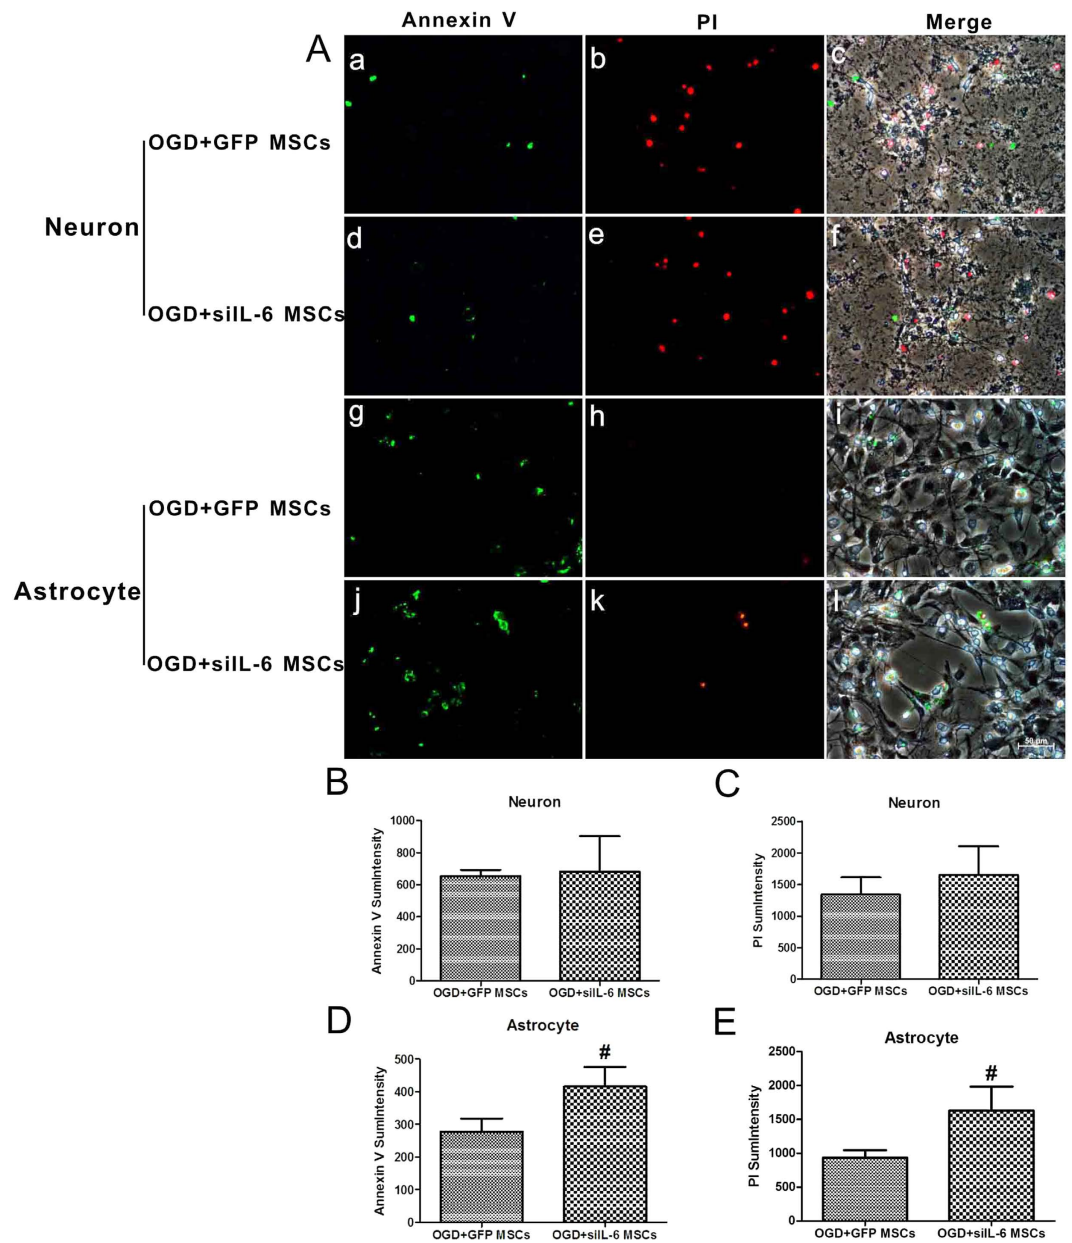 Annexin V PI Merge
A a b c
OGD+GFP MSCs
Neuron
d e f
OGD+siIL-6 MSCs
g h i
OGD+GFP MSCs
Astrocyte
j k l
OGD+siIL-6 MSCs
50 μm
B
Neuron
Annexin V SumIntensity
1000
800
600
400
200
0
OGD+GFP MSCs OGD+siIL-6 MSCs
C
Neuron
PI SumIntensity
2500
2000
1500
1000
500
0
OGD+GFP MSCs OGD+siIL-6 MSCs
D
Astrocyte
Annexin V SumIntensity
500
400
300
200
100
0
#
OGD+GFP MSCs OGD+siIL-6 MSCs
E
Astrocyte
PI SumIntensity
2500
2000
1500
1000
500
0
#
OGD+GFP MSCs OGD+siIL-6 MSCs